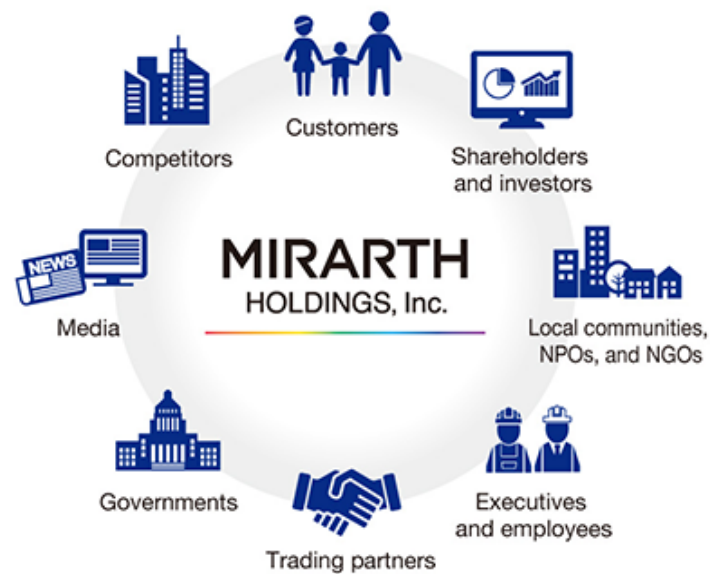 Customers
Competitors
Shareholders
and investors
NEWS
MIRARTH
HOLDINGS, Inc.
Media
Local communities,
NPOs, and NGOs
Governments
Executives
and employees
Trading partners